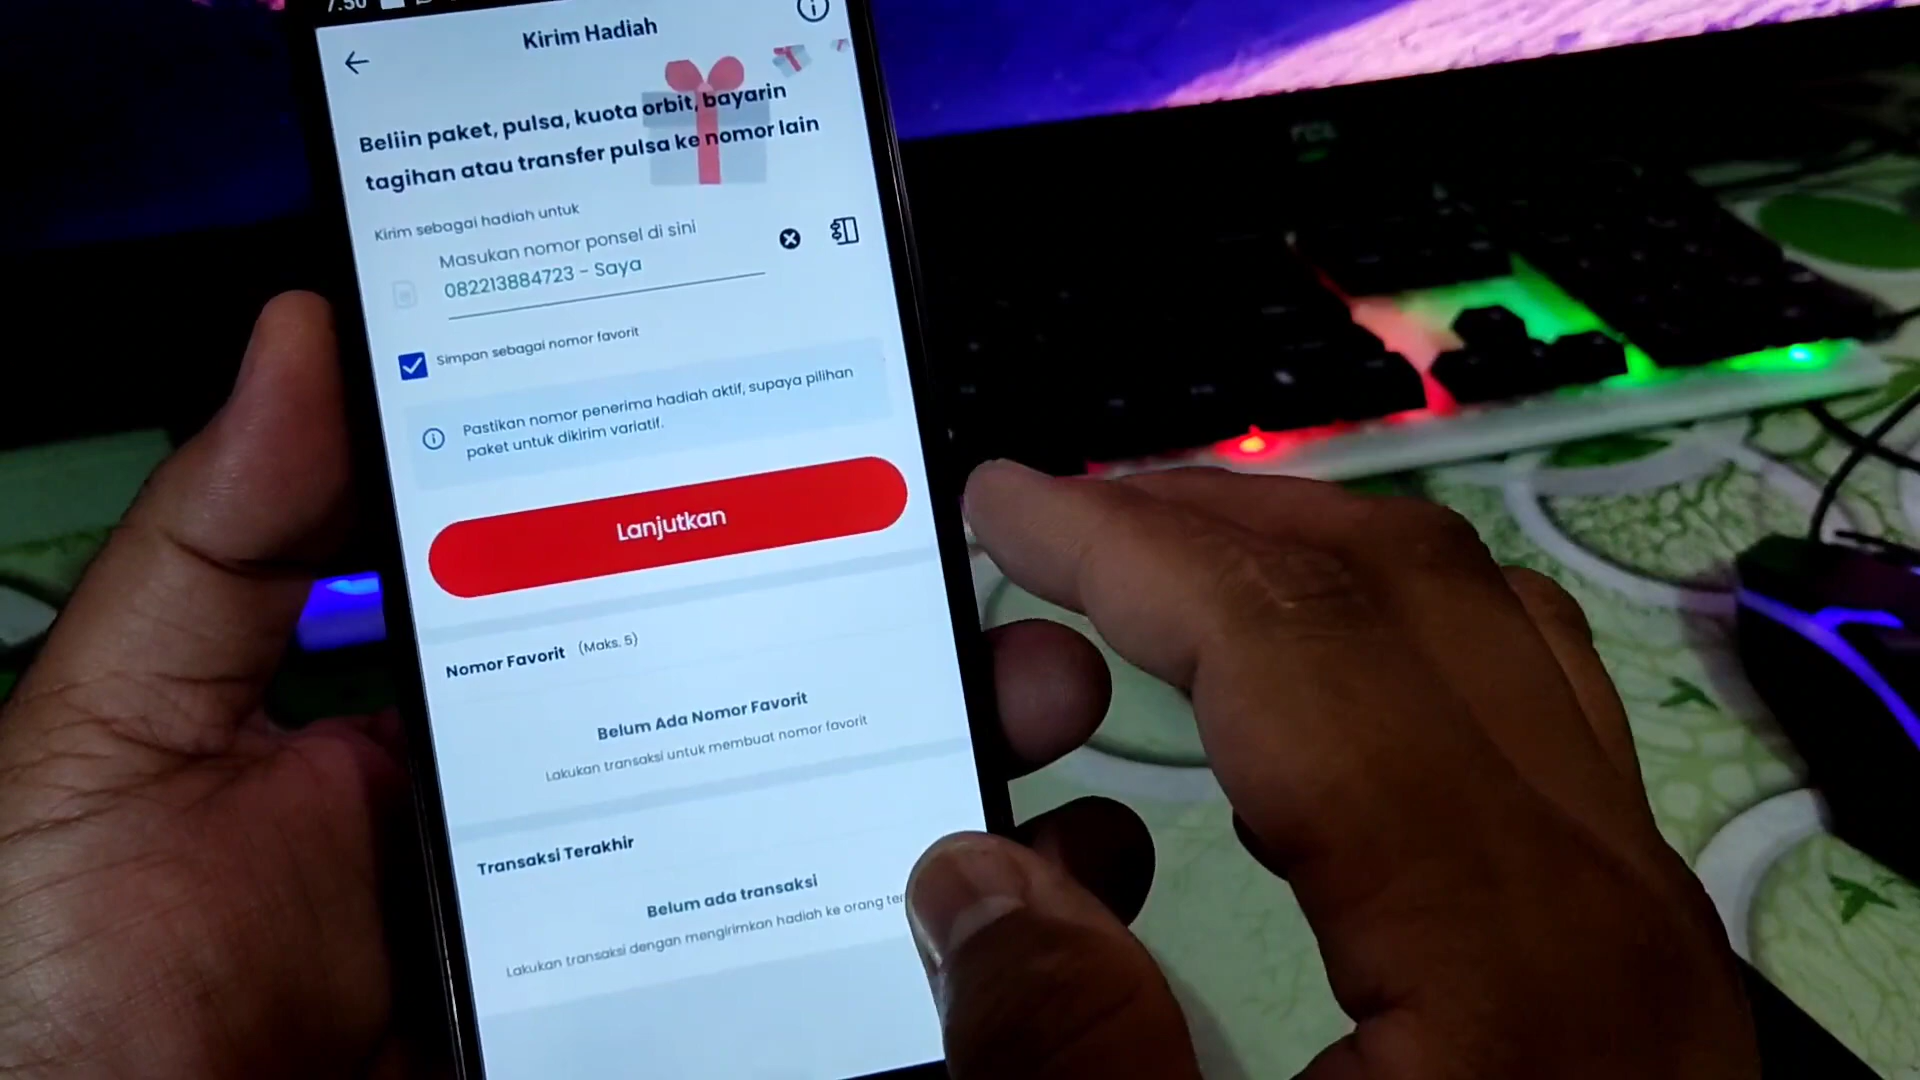 7.50
Kirim Hadiah
Beliin paket, pulsa, kuota orbit, bayarin
tagihan atau transfer pulsa ke nomor lain
Kirim sebagai hadiah untuk
Masukan nomor ponsel di sini
082213884723 - Saya
Simpan sebagai nomor favorit
Pastikan nomor penerima hadiah aktif, supaya pilihan
paket untuk dikirim variatif.
Lanjutkan
Nomor Favorit (Maks. 5)
Belum Ada Nomor Favorit
Lakukan transaksi untuk membuat nomor favorit
Transaksi Terakhir
Belum ada transaksi
Lakukan transaksi dengan mengirimkan hadiah ke orang